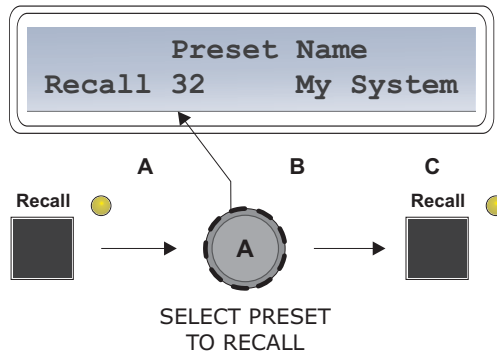 Preset Name
Recall 32 My System
A B C
Recall Recall
A
SELECT PRESET
TO RECALL